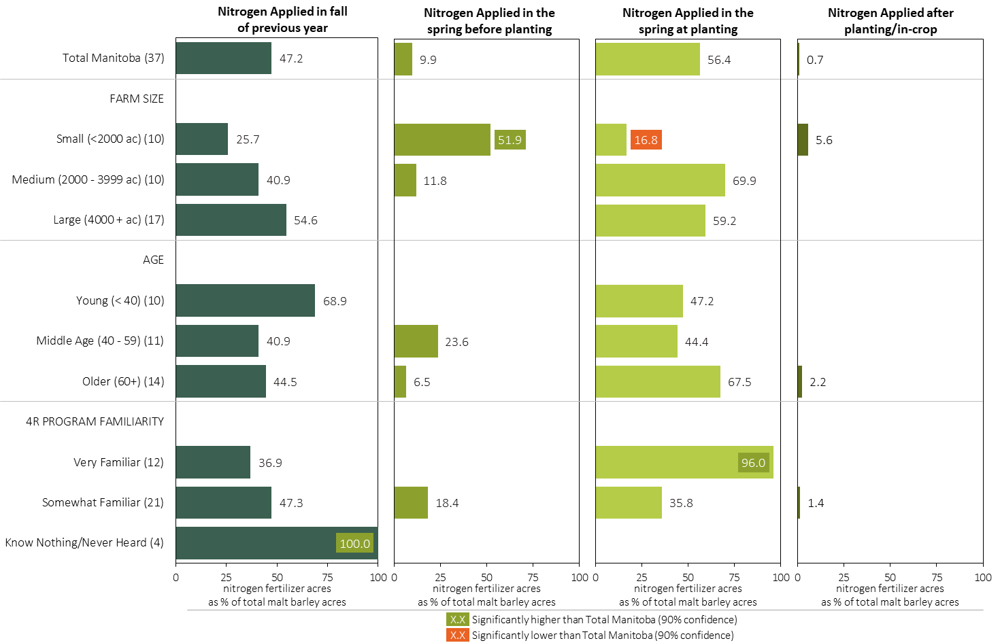 Nitrogen Applied in fall
of previous year
Nitrogen Applied in the
spring before planting
Nitrogen Applied in the
spring at planting
Nitrogen Applied after
planting/in-crop
Total Manitoba (37) 47.2 9.9 56.4 0.7
FARM SIZE
Small (<2000 ac) (10) 25.7 51.9 16.8 5.6
Medium (2000 - 3999 ac) (10) 40.9 11.8 69.9
Large (4000 + ac) (17) 54.6 59.2
AGE
Young (< 40) (10) 68.9 47.2
Middle Age (40 - 59) (11) 40.9 23.6 44.4
Older (60+) (14) 44.5 6.5 67.5 2.2
4R PROGRAM FAMILIARITY
Very Familiar (12) 36.9 96.0
Somewhat Familiar (21) 47.3 18.4 35.8 1.4
Know Nothing/Never Heard (4) 100.0
0 25 50 75 100 0 25 50 75 100 0 25 50 75 100 0 25 50 75 100
nitrogen fertilizer acres nitrogen fertilizer acres nitrogen fertilizer acres nitrogen fertilizer acres
as % of total malt barley acres as % of total malt barley acres as % of total malt barley acres as % of total malt barley acres
X.X Significantly higher than Total Manitoba (90% confidence)
X.X Significantly lower than Total Manitoba (90% confidence)